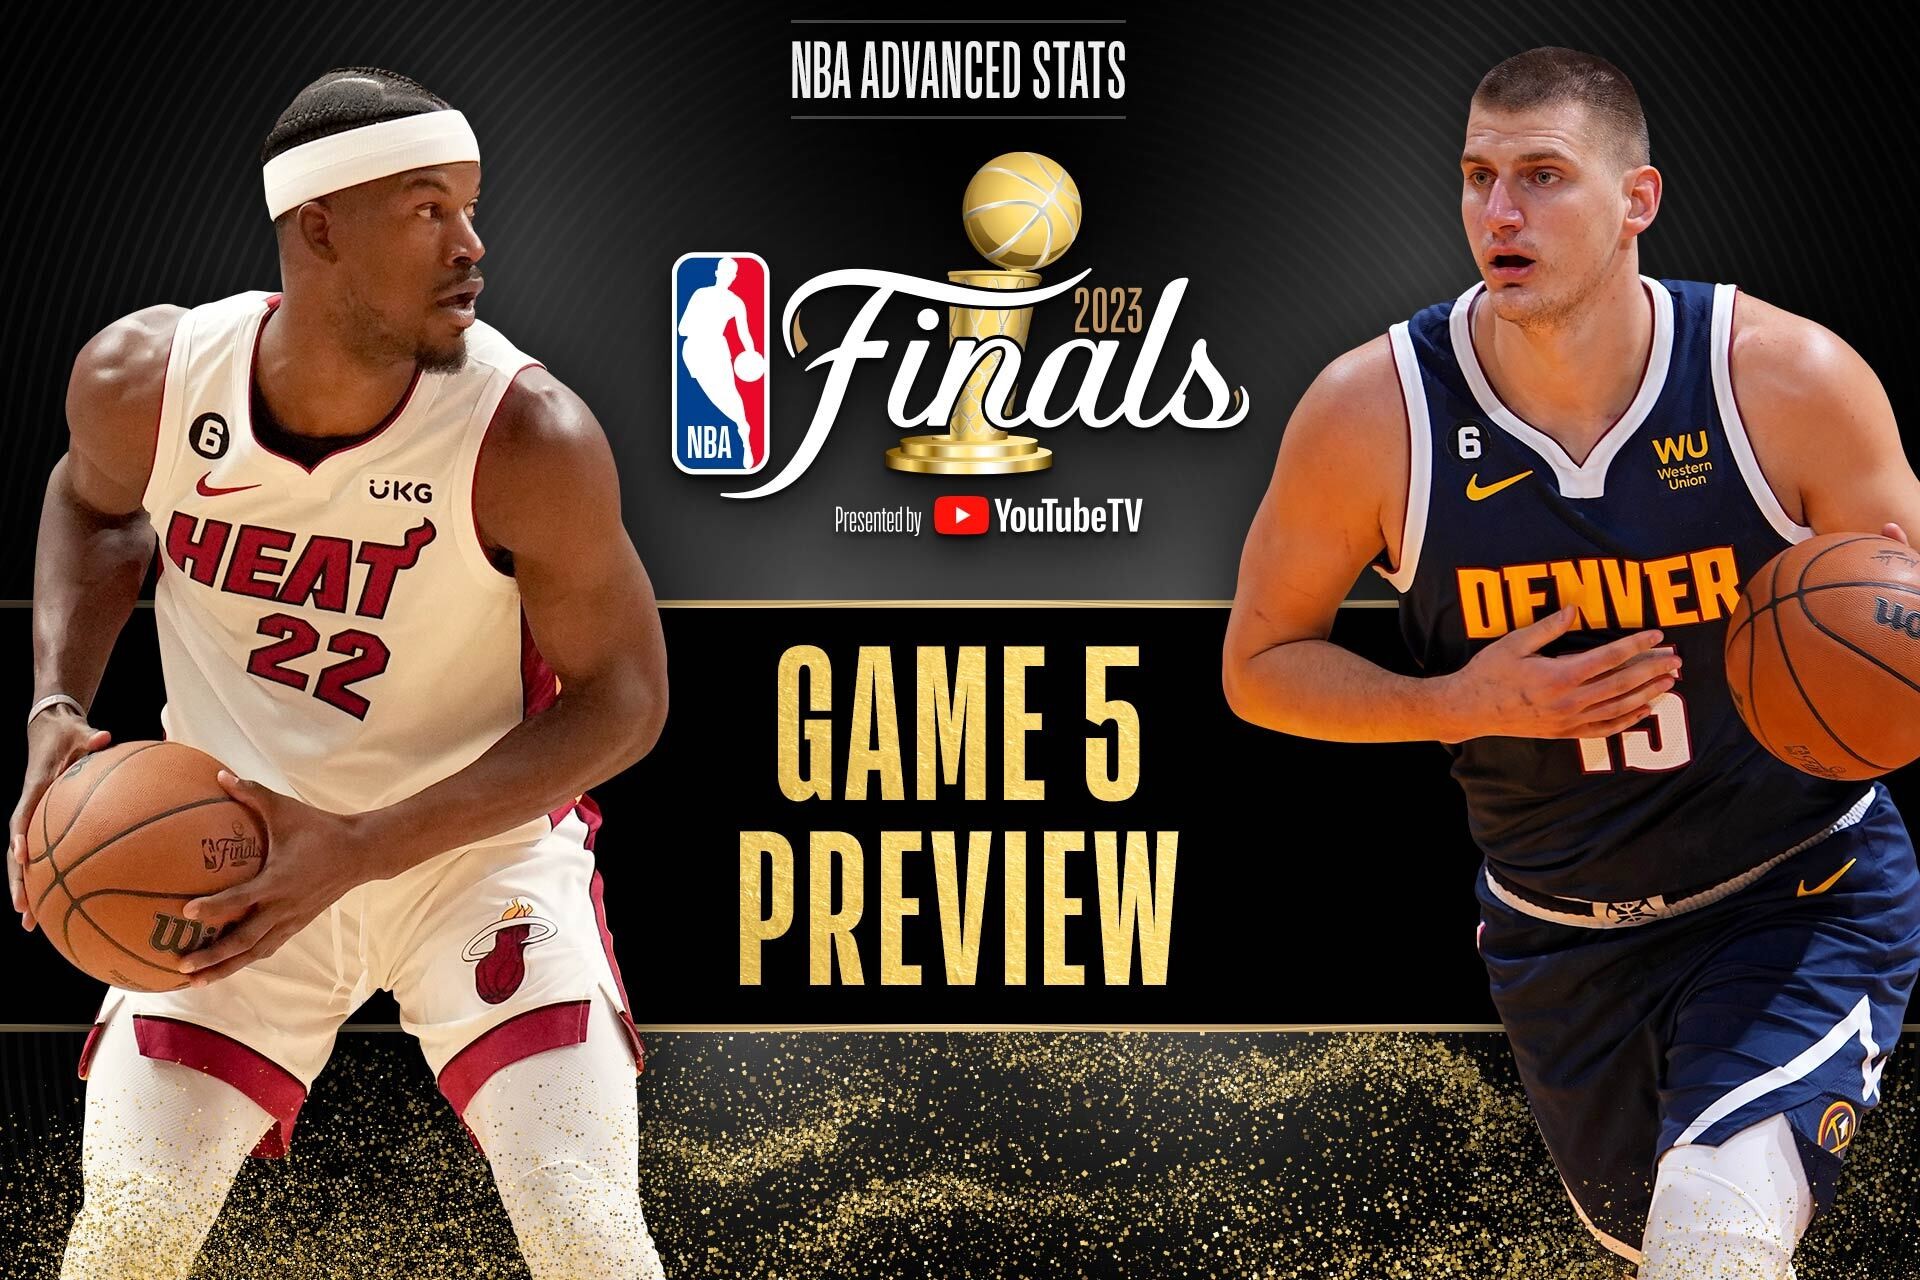 NBA ADVANCED STATS
2023
Finals
NBA
Presented by YouTubeTV
6
UKG
HEAT
22
6
WU
Western
Union
DENVER
15
GAME 5
PREVIEW
Finals